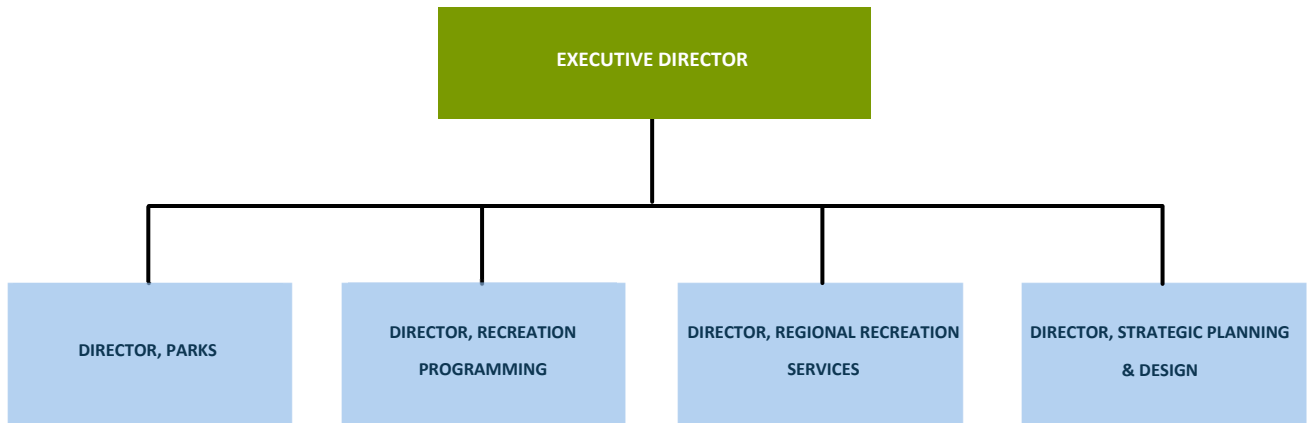 EXECUTIVE DIRECTOR
DIRECTOR, PARKS
DIRECTOR, RECREATION
PROGRAMMING
DIRECTOR, REGIONAL RECREATION
SERVICES
DIRECTOR, STRATEGIC PLANNING
& DESIGN